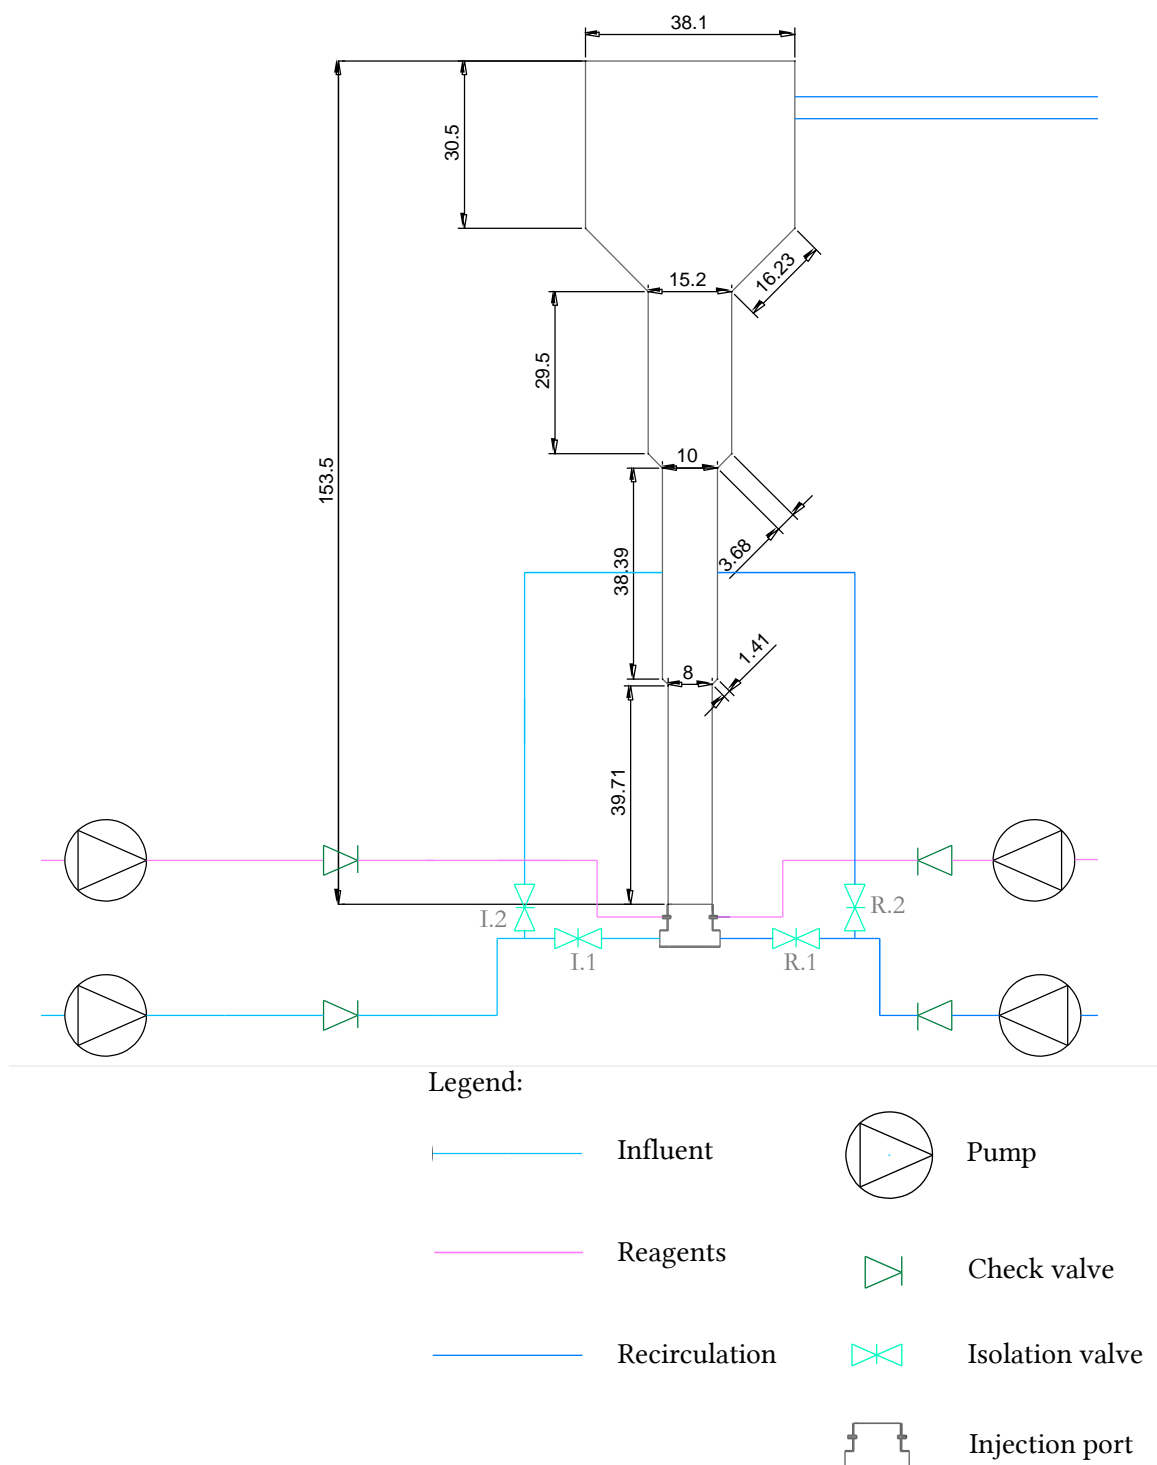 38.1
30.5
16.23
15.2
29.5
153.5
10
3.68
38.39
1.41
8
39.71
I.2
R.2
I.1
R.1
Legend:
Influent
Pump
Reagents
Check valve
Recirculation
Isolation valve
Injection port